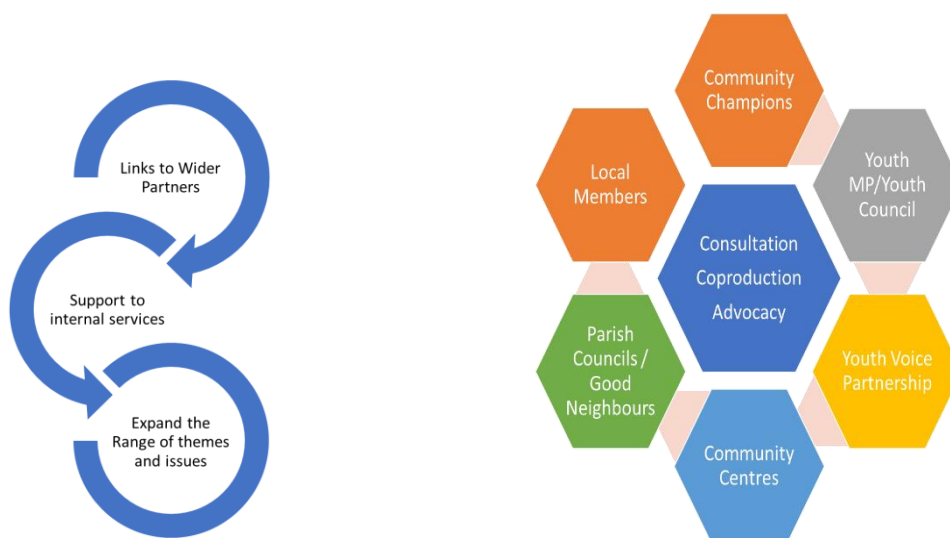 Links to Wider
Partners
Support to
internal services
Expand the
Range of themes
and issues
Community
Champions
Local
Members
Youth
MP/Youth
Council
Consultation
Coproduction
Advocacy
Parish
Councils /
Good
Neighbours
Youth Voice
Partnership
Community
Centres